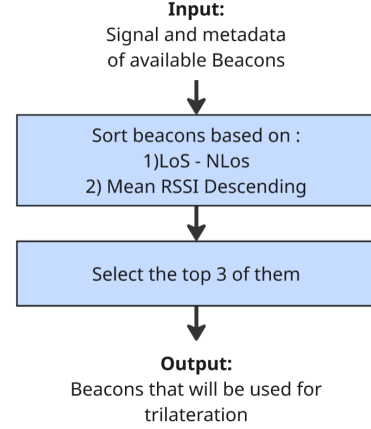 Input:
Signal and metadata
of available Beacons
Sort beacons based on :
1)LoS - NLos
2) Mean RSSI Descending
Select the top 3 of them
Output:
Beacons that will be used for
trilateration